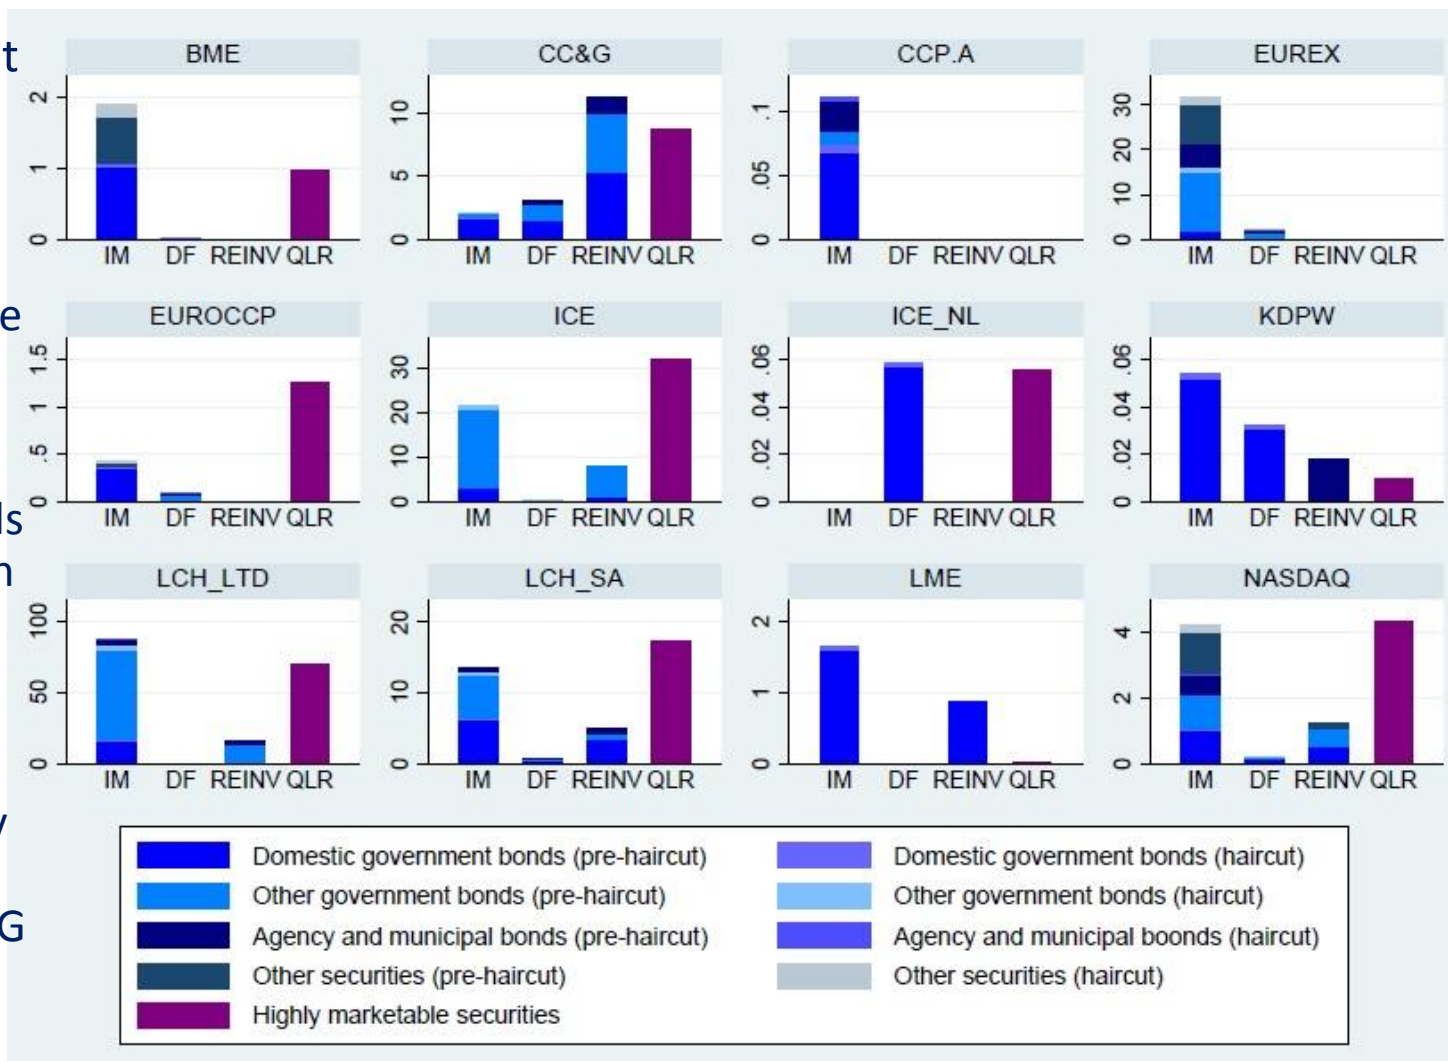 t
e
ls
n
y
G
BME
2
1
0
IM DF REINV QLR
CC&G
10
5
0
IM DF REINV QLR
CCP.A
.1
.05
0
IM DF REINV QLR
EUREX
30
20
10
0
IM DF REINV QLR
EUROCCP
1.5
1
.5
0
IM DF REINV QLR
ICE
30
20
10
0
IM DF REINV QLR
ICE_NL
.06
.04
.02
0
IM DF REINV QLR
KDPW
.06
.04
.02
0
IM DF REINV QLR
LCH_LTD
100
50
0
IM DF REINV QLR
LCH_SA
20
10
0
IM DF REINV QLR
LME
2
1
0
IM DF REINV QLR
NASDAQ
4
2
0
IM DF REINV QLR
Domestic government bonds (pre-haircut)
Domestic government bonds (haircut)
Other government bonds (pre-haircut)
Other government bonds (haircut)
Agency and municipal bonds (pre-haircut)
Agency and municipal boonds (haircut)
Other securities (pre-haircut)
Other securities (haircut)
Highly marketable securities